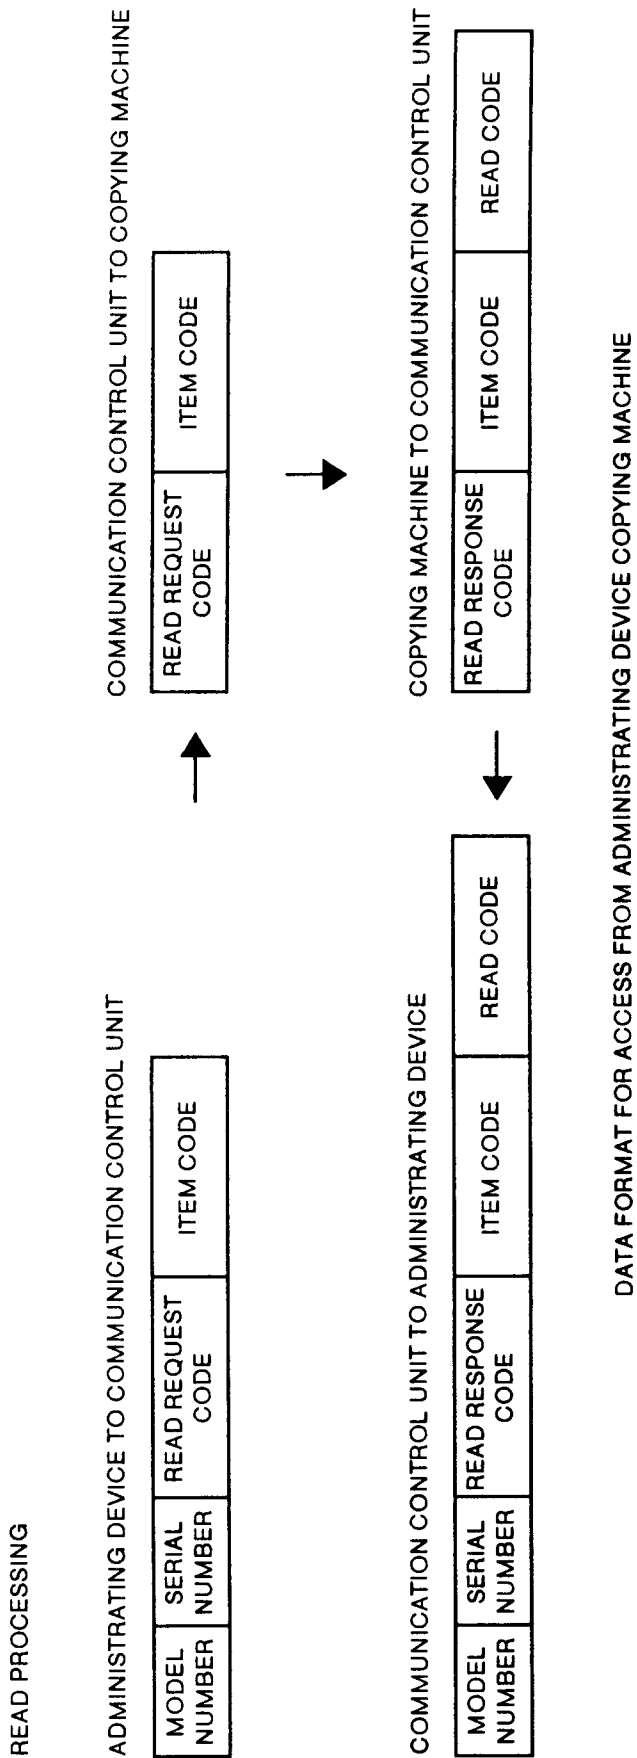 READ PROCESSING
ADMINISTRATING DEVICE TO COMMUNICATION CONTROL UNIT
MODEL
NUMBER
SERIAL
NUMBER
READ REQUEST
CODE
ITEM CODE
COMMUNICATION CONTROL UNIT TO COPYING MACHINE
READ REQUEST
CODE
ITEM CODE
COMMUNICATION CONTROL UNIT TO ADMINISTRATING DEVICE
MODEL
NUMBER
SERIAL
NUMBER
READ RESPONSE
CODE
ITEM CODE
READ CODE
COPYING MACHINE TO COMMUNICATION CONTROL UNIT
READ RESPONSE
CODE
ITEM CODE
READ CODE
DATA FORMAT FOR ACCESS FROM ADMINISTRATING DEVICE COPYING MACHINE